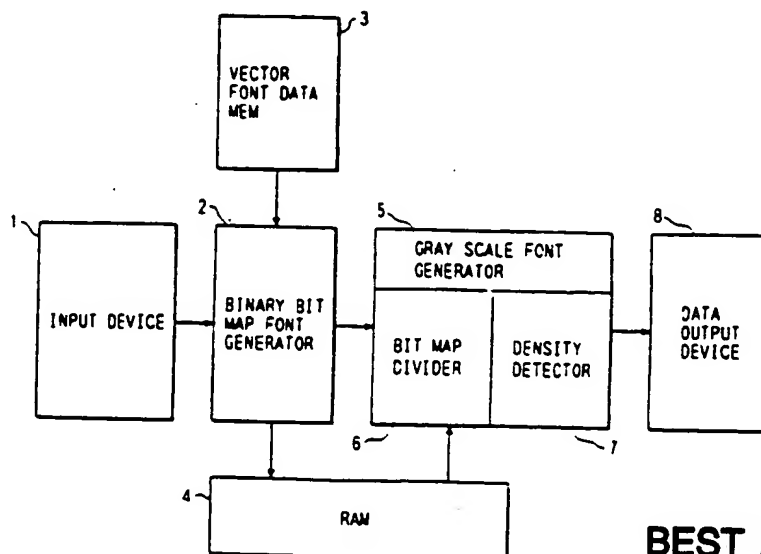 3
VECTOR
FONT DATA
MEM
1
INPUT DEVICE
2
BINARY BIT
MAP FONT
GENERATOR
5
GRAY SCALE FONT
GENERATOR
BIT MAP
DIVIDER
DENSITY
DETECTOR
6
7
8
DATA
OUTPUT
DEVICE
4
RAM
BEST